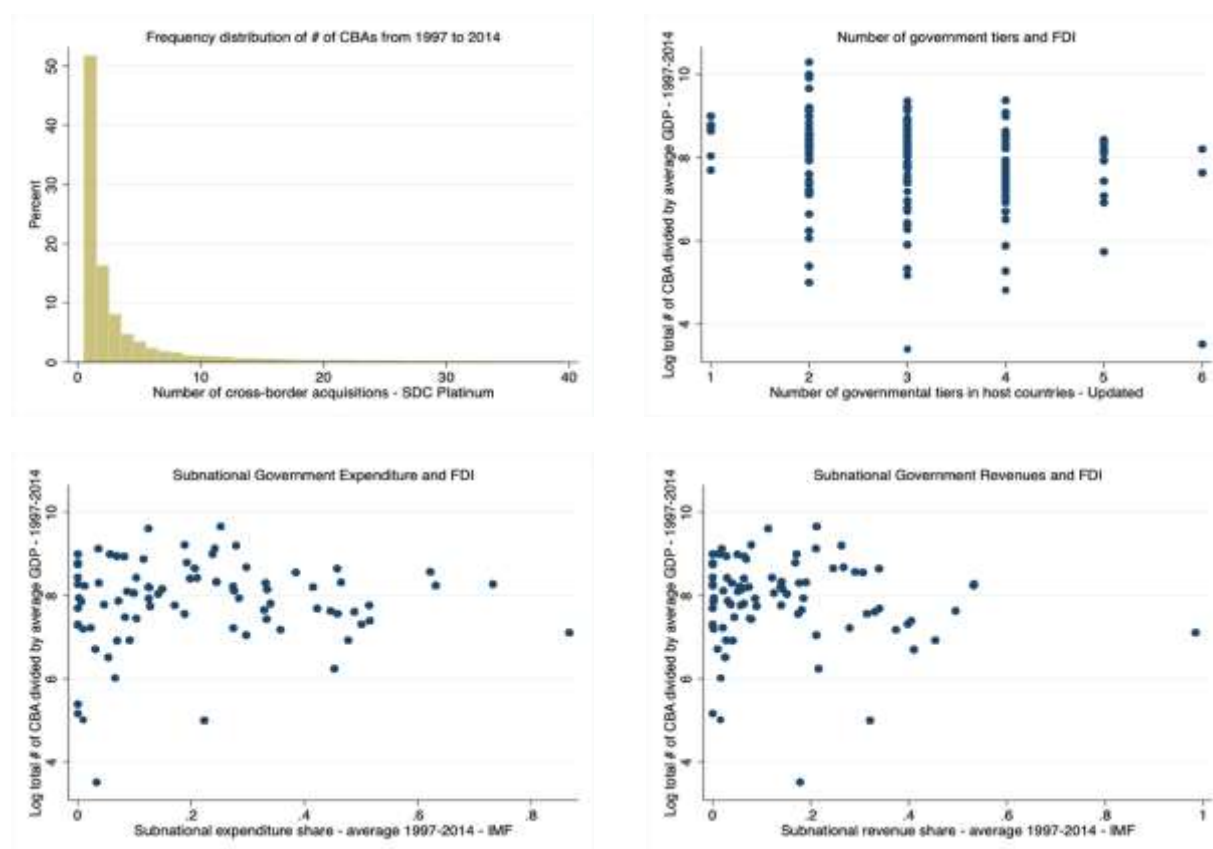 Frequency distribution of # of CBAs from 1997 to 2014
Percent
50
40
30
20
10
0
0 10 20 30 40
Number of cross-border acquisitions - SDC Platinum
Number of government tiers and FDI
Log total # of CBA divided by average GDP - 1997-2014
10
8
6
4
1 2 3 4 5 6
Number of governmental tiers in host countries - Updated
Subnational Government Expenditure and FDI
Log total # of CBA divided by average GDP - 1997-2014
10
8
6
4
0 .2 .4 .6 .8
Subnational expenditure share - average 1997-2014 - IMF
Subnational Government Revenues and FDI
Log total # of CBA divided by average GDP - 1997-2014
10
8
6
4
0 .2 .4 .6 .8 1
Subnational revenue share - average 1997-2014 - IMF